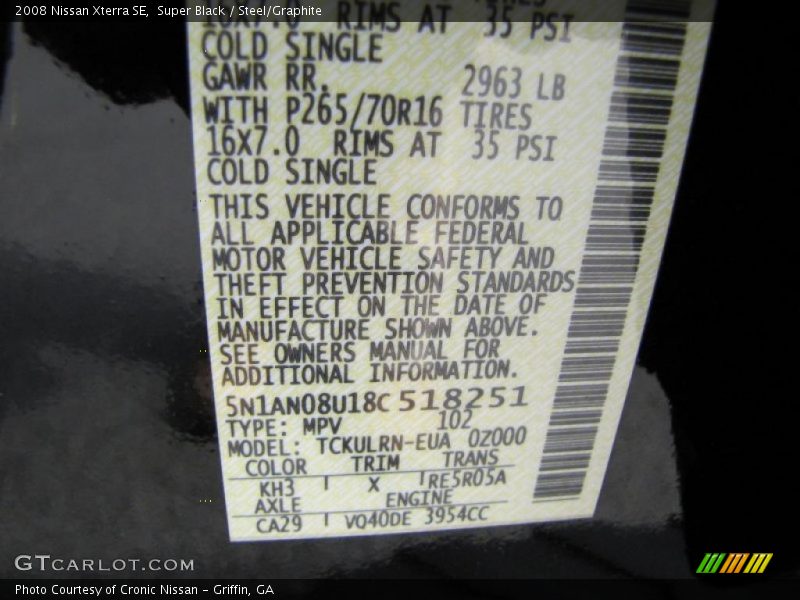 2008 Nissan Xterra SE,  Super Black / Steel/Graphite
RIMS AT 35 PSI
COLD SINGLE
GAWR RR. 2963 LB
WITH P265/70R16 TIRES
16X7.0 RIMS AT 35 PSI
COLD SINGLE
THIS VEHICLE CONFORMS TO
ALL APPLICABLE FEDERAL
MOTOR VEHICLE SAFETY AND
THEFT PREVENTION STANDARDS
IN EFFECT ON THE DATE OF
MANUFACTURE SHOWN ABOVE.
SEE OWNERS MANUAL FOR
ADDITIONAL INFORMATION.
5N1AN08U18C518251
TYPE: MPV 102
MODEL: TCKULRN-EUA 0Z000
COLOR TRIM TRANS
KH3 X RE5R05A
AXLE ENGINE
CA29 VQ40DE 3954CC
GTCARLOT.COM
Photo Courtesy of Cronic Nissan - Griffin, GA